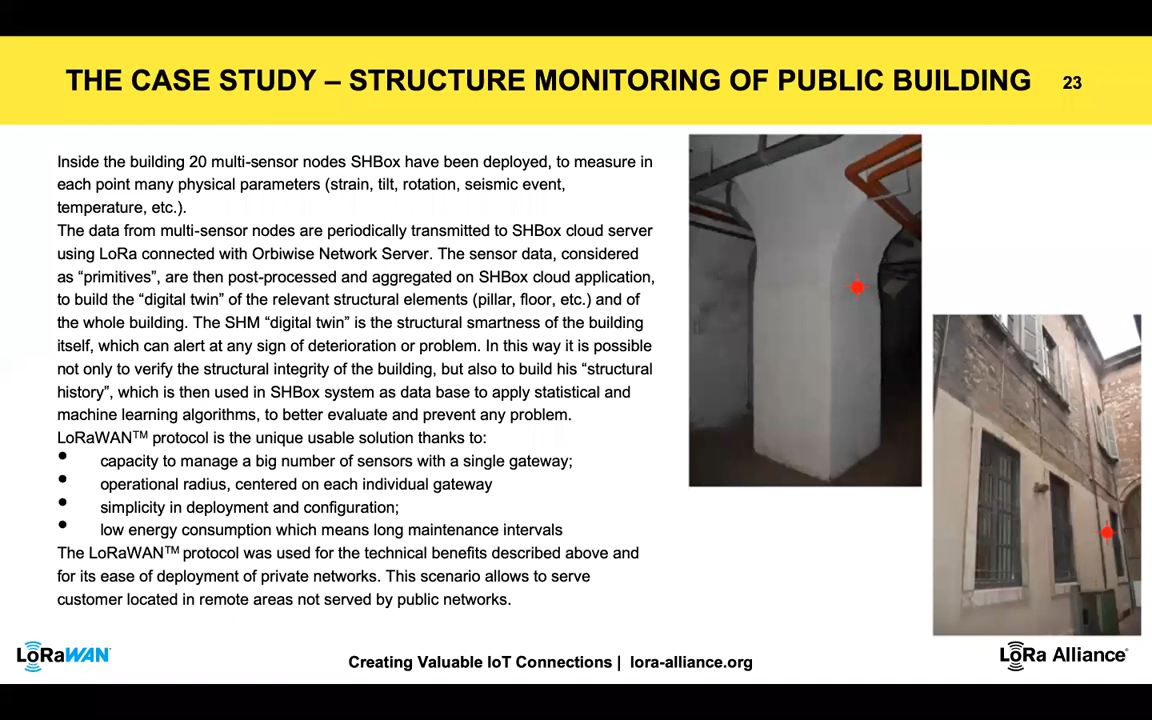 THE CASE STUDY – STRUCTURE MONITORING OF PUBLIC BUILDING 23
Inside the building 20 multi-sensor nodes SHBox have been deployed, to measure in
each point many physical parameters (strain, tilt, rotation, seismic event,
temperature, etc.).
The data from multi-sensor nodes are periodically transmitted to SHBox cloud server
using LoRa connected with Orbiwise Network Server. The sensor data, considered
as “primitives”, are then post-processed and aggregated on SHBox cloud application,
to build the “digital twin” of the relevant structural elements (pillar, floor, etc.) and of
the whole building. The SHM “digital twin” is the structural smartness of the building
itself, which can alert at any sign of deterioration or problem. In this way it is possible
not only to verify the structural integrity of the building, but also to build his “structural
history”, which is then used in SHBox system as data base to apply statistical and
machine learning algorithms, to better evaluate and prevent any problem.
LoRaWAN™ protocol is the unique usable solution thanks to:
• capacity to manage a big number of sensors with a single gateway;
• operational radius, centered on each individual gateway
• simplicity in deployment and configuration;
• low energy consumption which means long maintenance intervals
The LoRaWAN™ protocol was used for the technical benefits described above and
for its ease of deployment of private networks. This scenario allows to serve
customer located in remote areas not served by public networks.
LoRaWAN
Creating Valuable IoT Connections | lora-alliance.org
LoRa Alliance